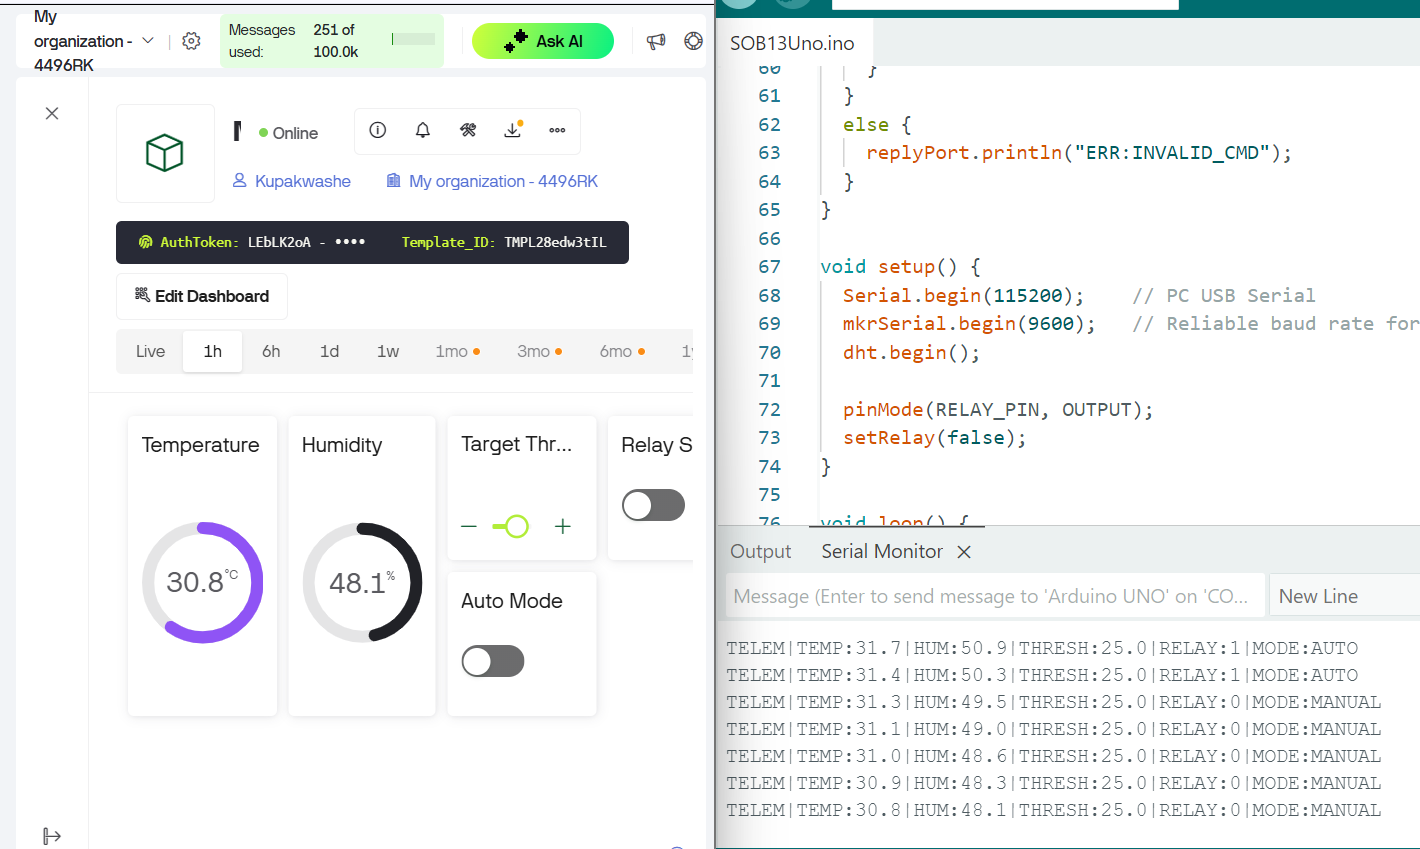 My
organization -
4496RK
Messages used:
251 of 100.0k
Ask AI
Online
Kupakwashe
My organization - 4496RK
AuthToken: LEbLK2oA - •••• Template_ID: TMPL28edw3tIL
Edit Dashboard
Live 1h 6h 1d 1w 1mo 3mo 6mo
Temperature
30.8°C
Humidity
48.1%
Target Thr...
− +
Relay S
Auto Mode
SOB13Uno.ino
60 }
61 }
62 else {
63 replyPort.println("ERR:INVALID_CMD");
64 }
65 }
66
67 void setup() {
68 Serial.begin(115200); // PC USB Serial
69 mkrSerial.begin(9600); // Reliable baud rate for
70 dht.begin();
71
72 pinMode(RELAY_PIN, OUTPUT);
73 setRelay(false);
74 }
75
76 void loop() {
Output Serial Monitor
Message (Enter to send message to 'Arduino UNO' on 'CO...
New Line
TELEM|TEMP:31.7|HUM:50.9|THRESH:25.0|RELAY:1|MODE:AUTO
TELEM|TEMP:31.4|HUM:50.3|THRESH:25.0|RELAY:1|MODE:AUTO
TELEM|TEMP:31.3|HUM:49.5|THRESH:25.0|RELAY:0|MODE:MANUAL
TELEM|TEMP:31.1|HUM:49.0|THRESH:25.0|RELAY:0|MODE:MANUAL
TELEM|TEMP:31.0|HUM:48.6|THRESH:25.0|RELAY:0|MODE:MANUAL
TELEM|TEMP:30.9|HUM:48.3|THRESH:25.0|RELAY:0|MODE:MANUAL
TELEM|TEMP:30.8|HUM:48.1|THRESH:25.0|RELAY:0|MODE:MANUAL